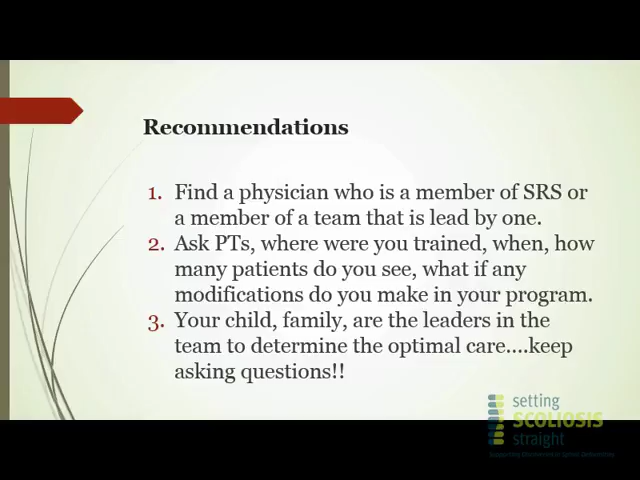 Recommendations
1. Find a physician who is a member of SRS or
a member of a team that is lead by one.
2. Ask PTs, where were you trained, when, how
many patients do you see, what if any
modifications do you make in your program.
3. Your child, family, are the leaders in the
team to determine the optimal care....keep
asking questions!!
setting
SCOLIOSIS
straight